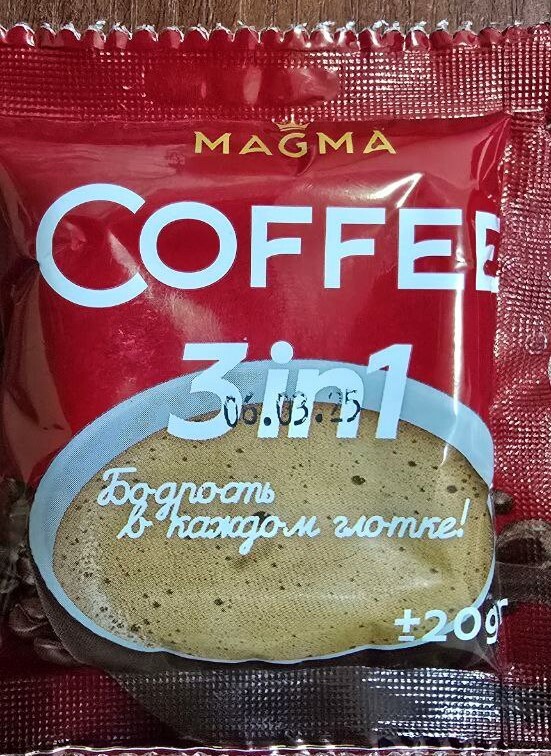 MAGMA
COFFEE
3in1
06.03.25
Бодрость
в каждом глотке!
±20gr